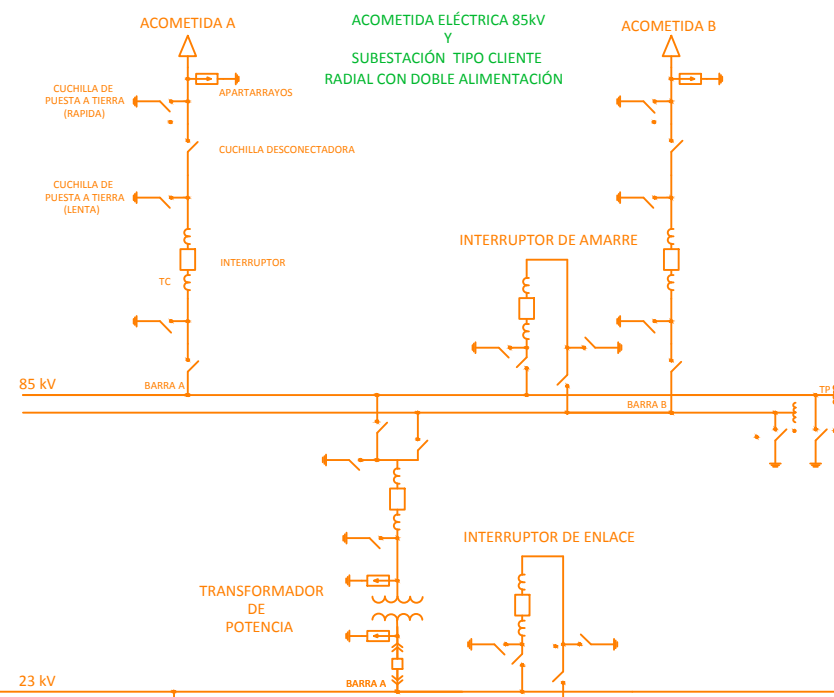 ACOMETIDA A
ACOMETIDA ELÉCTRICA 85kV
Y
SUBESTACIÓN TIPO CLIENTE
RADIAL CON DOBLE ALIMENTACIÓN
ACOMETIDA B
CUCHILLA DE
PUESTA A TIERRA
(RAPIDA)
APARTARRAYOS
CUCHILLA DESCONECTADORA
CUCHILLA DE
PUESTA A TIERRA
(LENTA)
INTERRUPTOR DE AMARRE
INTERRUPTOR
TC
85 kV
BARRA A
BARRA B
TP
INTERRUPTOR DE ENLACE
TRANSFORMADOR
DE
POTENCIA
23 kV
BARRA A